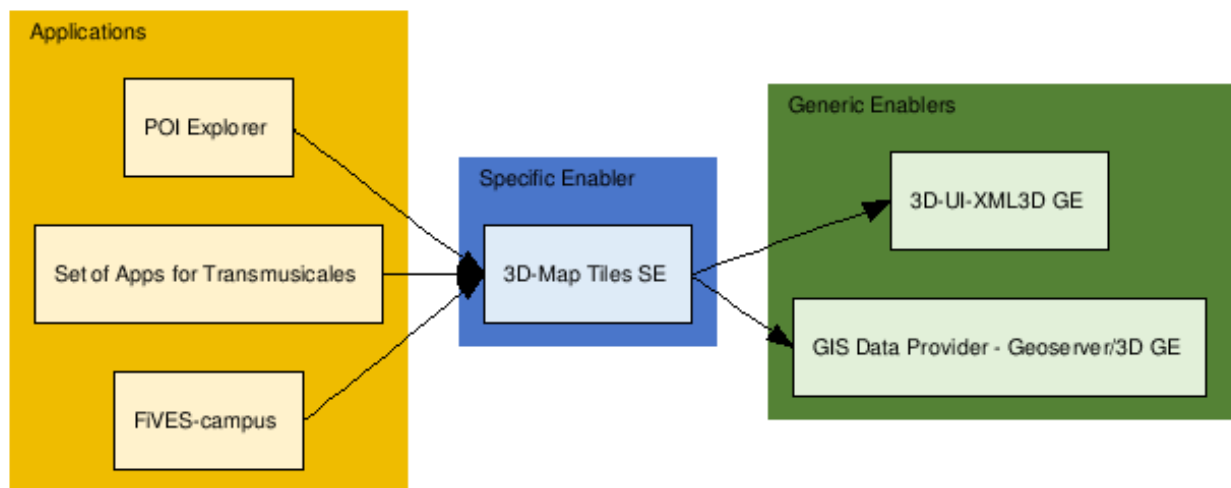 Applications
POI Explorer
Set of Apps for Transmusicales
FiVES-campus
Specific Enabler
3D-Map Tiles SE
Generic Enablers
3D-UI-XML3D GE
GIS Data Provider - Geoserver/3D GE